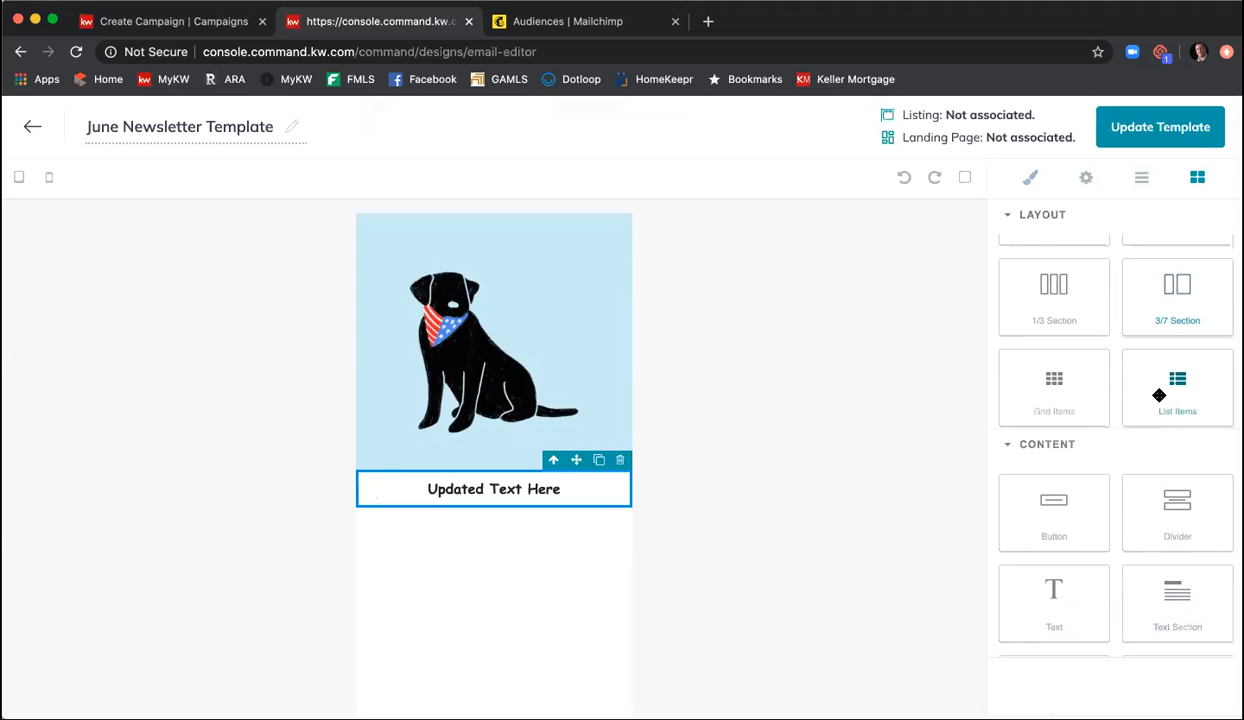 Create Campaign | Campaigns
https://console.command.kw.c
Audiences | Mailchimp
Not Secure
console.command.kw.com/command/designs/email-editor
Apps
Home
kw
MyKW
R
ARA
MyKW
FMLS
Facebook
GAMLS
Dotloop
HomeKeepr
Bookmarks
KM
Keller Mortgage
June Newsletter Template
Listing: Not associated.
Landing Page: Not associated.
Update Template
LAYOUT
1/3 Section
3/7 Section
Grid Items
List Items
CONTENT
Button
Divider
T
Text
Text Section
Updated Text Here